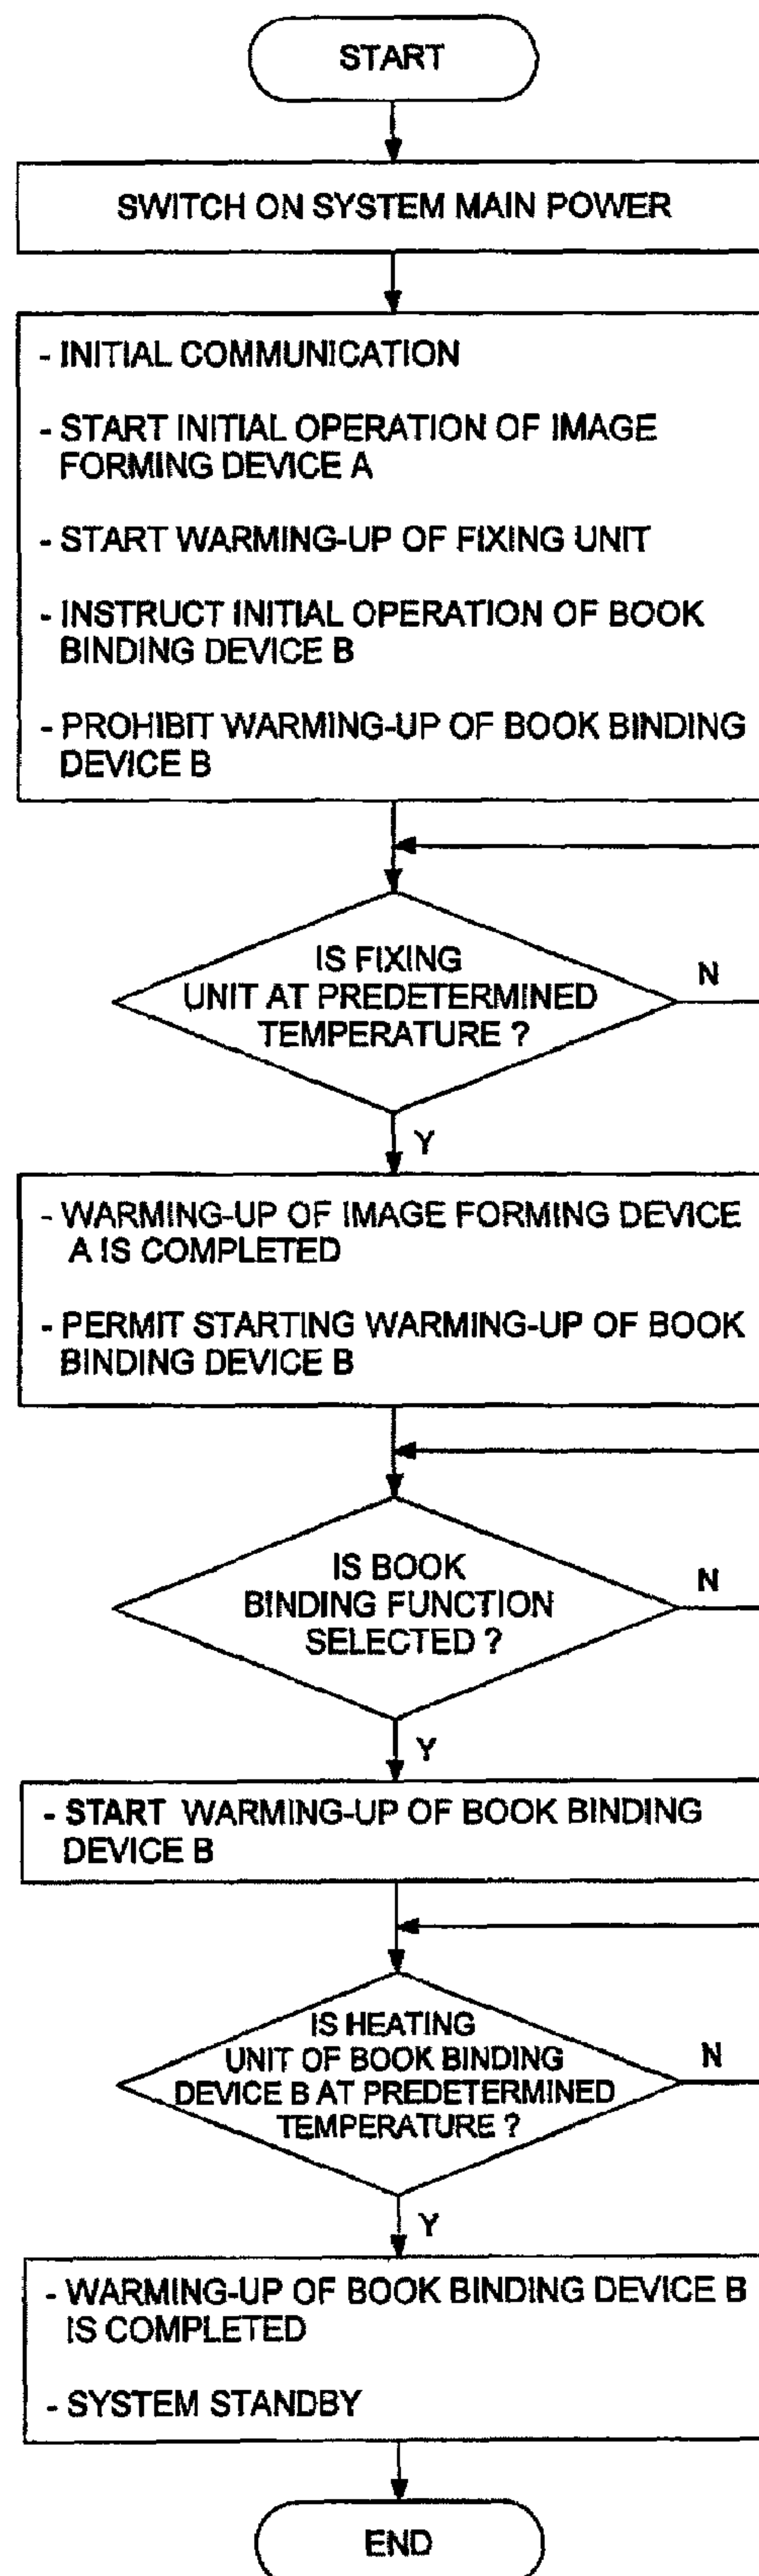 START
SWITCH ON SYSTEM MAIN POWER
- INITIAL COMMUNICATION
- START INITIAL OPERATION OF IMAGE
FORMING DEVICE A
- START WARMING-UP OF FIXING UNIT
- INSTRUCT INITIAL OPERATION OF BOOK
BINDING DEVICE B
- PROHIBIT WARMING-UP OF BOOK BINDING
DEVICE B
IS FIXING
UNIT AT PREDETERMINED
TEMPERATURE ?
N
Y
- WARMING-UP OF IMAGE FORMING DEVICE
A IS COMPLETED
- PERMIT STARTING WARMING-UP OF BOOK
BINDING DEVICE B
IS BOOK
BINDING FUNCTION
SELECTED ?
N
Y
- START WARMING-UP OF BOOK BINDING
DEVICE B
IS HEATING
UNIT OF BOOK BINDING
DEVICE B AT PREDETERMINED
TEMPERATURE ?
N
Y
- WARMING-UP OF BOOK BINDING DEVICE B
IS COMPLETED
- SYSTEM STANDBY
END